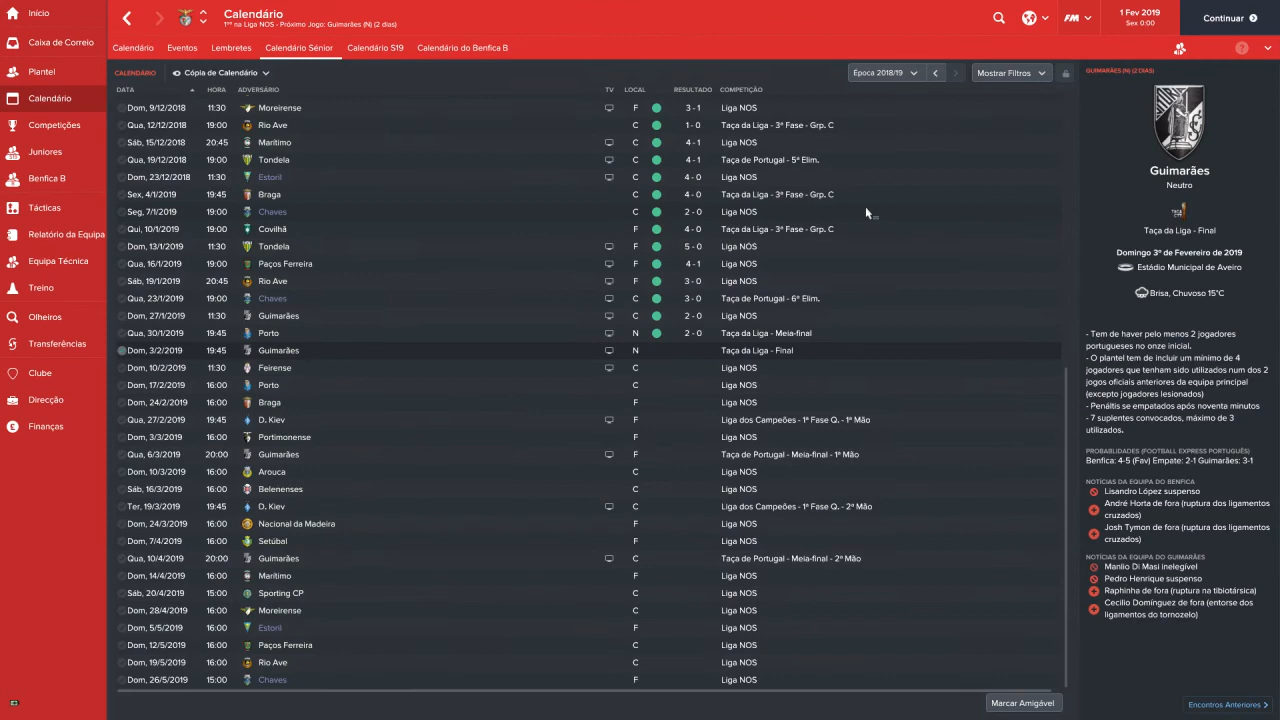 Início
Caixa de Correio
Plantel
Calendário
Competições
Juniores
Benfica B
Tácticas
Relatório da Equipa
Equipa Técnica
Treino
Olheiros
Transferências
Clube
Direcção
Finanças
Calendário
1ºº na Liga NOS - Próximo Jogo: Guimarães (N) (2 dias)
FM
1 Fev 2019
Sex 0:00
Continuar
Calendário Eventos Lembretes Calendário Sénior Calendário S19 Calendário do Benfica B
CALENDÁRIO Cópia de Calendário Época 2018/19 Mostrar Filtros
DATA HORA ADVERSÁRIO TV LOCAL RESULTADO COMPETIÇÃO
Dom, 9/12/2018 11:30 Moreirense F 3 - 1 Liga NOS
Qua, 12/12/2018 19:00 Rio Ave C 1 - 0 Taça da Liga - 3ª Fase - Grp. C
Sáb, 15/12/2018 20:45 Marítimo C 4 - 1 Liga NOS
Qua, 19/12/2018 19:00 Tondela C 4 - 1 Taça de Portugal - 5ª Elim.
Dom, 23/12/2018 11:30 Estoril C 4 - 0 Liga NOS
Sex, 4/1/2019 19:45 Braga C 4 - 0 Taça da Liga - 3ª Fase - Grp. C
Seg, 7/1/2019 19:00 Chaves C 2 - 0 Liga NOS
Qui, 10/1/2019 19:00 Covilhã F 4 - 0 Taça da Liga - 3ª Fase - Grp. C
Dom, 13/1/2019 11:30 Tondela F 5 - 0 Liga NOS
Qua, 16/1/2019 19:00 Paços Ferreira F 4 - 1 Liga NOS
Sáb, 19/1/2019 20:45 Rio Ave F 3 - 0 Liga NOS
Qua, 23/1/2019 19:00 Chaves C 3 - 0 Taça de Portugal - 6ª Elim.
Dom, 27/1/2019 11:30 Guimarães C 2 - 0 Liga NOS
Qua, 30/1/2019 19:45 Porto N 2 - 0 Taça da Liga - Meia-final
Dom, 3/2/2019 19:45 Guimarães N Taça da Liga - Final
Dom, 10/2/2019 11:30 Feirense C Liga NOS
Dom, 17/2/2019 16:00 Porto C Liga NOS
Dom, 24/2/2019 16:00 Braga F Liga NOS
Qua, 27/2/2019 19:45 D. Kiev F Liga dos Campeões - 1ª Fase Q. - 1ª Mão
Dom, 3/3/2019 16:00 Portimonense F Liga NOS
Qua, 6/3/2019 20:00 Guimarães F Taça de Portugal - Meia-final - 1ª Mão
Dom, 10/3/2019 16:00 Arouca C Liga NOS
Sáb, 16/3/2019 16:00 Belenenses C Liga NOS
Ter, 19/3/2019 19:45 D. Kiev C Liga dos Campeões - 1ª Fase Q. - 2ª Mão
Dom, 24/3/2019 16:00 Nacional da Madeira F Liga NOS
Dom, 7/4/2019 16:00 Setúbal F Liga NOS
Qua, 10/4/2019 20:00 Guimarães C Taça de Portugal - Meia-final - 2ª Mão
Dom, 14/4/2019 16:00 Marítimo F Liga NOS
Sáb, 20/4/2019 15:00 Sporting CP C Liga NOS
Dom, 28/4/2019 16:00 Moreirense C Liga NOS
Dom, 5/5/2019 16:00 Estoril F Liga NOS
Dom, 12/5/2019 16:00 Paços Ferreira C Liga NOS
Dom, 19/5/2019 16:00 Rio Ave C Liga NOS
Dom, 26/5/2019 15:00 Chaves F Liga NOS
Marcar Amigável
GUIMARÃES (N) (2 DIAS)
Guimarães
Neutro
Taça da Liga - Final
Domingo 3º de Fevereiro de 2019
Estádio Municipal de Aveiro
Brisa, Chuvoso 15°C
- Tem de haver pelo menos 2 jogadores
portugueses no onze inicial.
- O plantel tem de incluir um mínimo de 4
jogadores que tenham sido utilizados num dos 2
jogos oficiais anteriores da equipa principal
(excepto jogadores lesionados)
- Penáltis se empatados após noventa minutos
- 7 suplentes convocados, máximo de 3
utilizados.
PROBABLIDADES (FOOTBALL EXPRESS PORTUGUÊS)
Benfica: 4-5 (Fav) Empate: 2-1 Guimarães: 3-1
NOTÍCIAS DA EQUIPA DO BENFICA
Lisandro López suspenso
André Horta de fora (ruptura dos ligamentos
cruzados)
Josh Tymon de fora (ruptura dos ligamentos
cruzados)
NOTÍCIAS DA EQUIPA DO GUIMARÃES
Manlio Di Masi inelegível
Pedro Henrique suspenso
Raphinha de fora (ruptura na tibiotársica)
Cecilio Domínguez de fora (entorse dos
ligamentos do tornozelo)
Encontros Anteriores